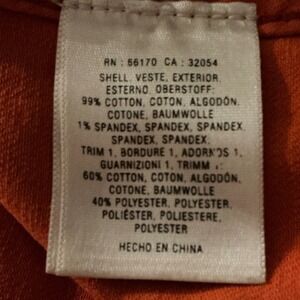 RN : 56170 CA : 32054
SHELL, VESTE, EXTERIOR,
ESTERNO, OBERSTOFF:
99% COTTON, COTON, ALGODÓN,
COTONE, BAUMWOLLE
1% SPANDEX, SPANDEX, SPANDEX,
SPANDEX, SPANDEX,
TRIM 1, BORDURE 1, ADORNOS 1,
GUARNIZIONI 1, TRIMM
60% COTTON, COTON, ALGODÓN,
COTONE, BAUMWOLLE
40% POLYESTER, POLYESTER,
POLIÉSTER, POLIESTERE,
POLYESTER
HECHO EN CHINA